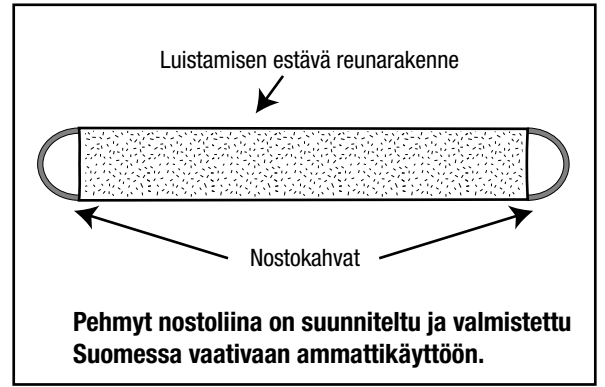 Luistamisen estävä reunarakenne
Nostokahvat
Pehmyt nostoliina on suunniteltu ja valmistettu
Suomessa vaativaan ammattikäyttöön.